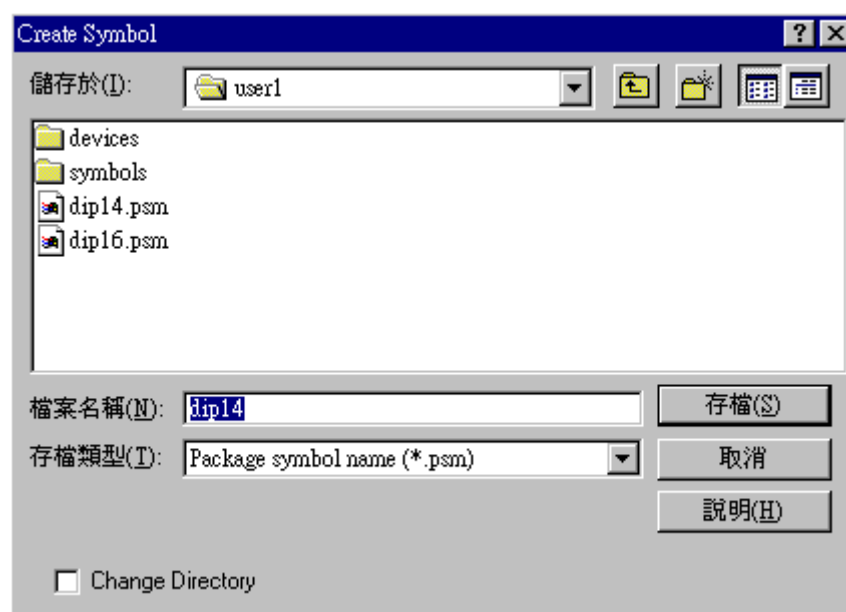 Create Symbol
儲存於(I):
user1
devices
symbols
dip14.psm
dip16.psm
檔案名稱(N):
dip14
存檔(S)
存檔類型(T):
Package symbol name (*.psm)
取消
說明(H)
Change Directory